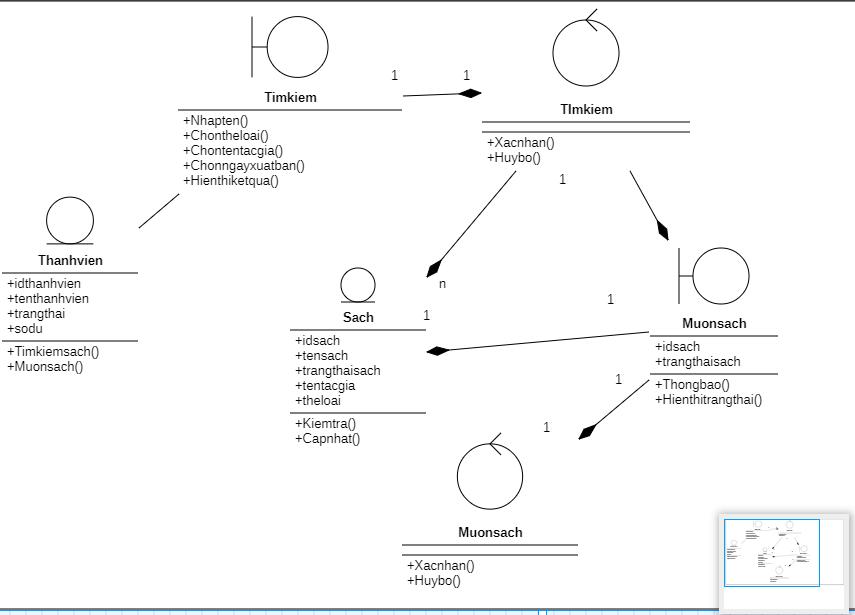 1
1
Timkiem
+Nhapten()
+Chontheloai()
+Chontentacgia()
+Chonngayxuatban()
+Hienthiketqua()
TImkiem
+Xacnhan()
+Huybo()
1
Thanhvien
+idthanhvien
+tenthanhvien
+trangthai
+sodu
+Timkiemsach()
+Muonsach()
n
1
1
Sach
+idsach
+tensach
+trangthaisach
+tentacgia
+theloai
+Kiemtra()
+Capnhat()
Muonsach
+idsach
+trangthaisach
+Thongbao()
+Hienthitrangthai()
1
1
Muonsach
+Xacnhan()
+Huybo()